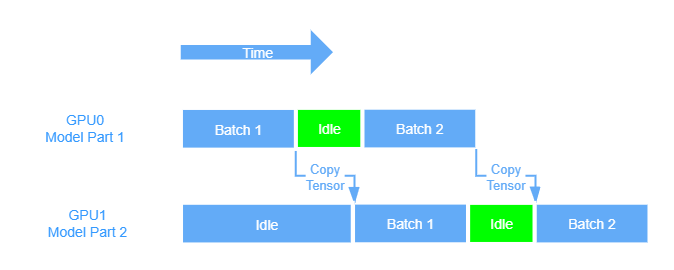 Time
GPU0
Model Part 1
Batch 1
Idle
Batch 2
Copy
Tensor
Copy
Tensor
GPU1
Model Part 2
Idle
Batch 1
Idle
Batch 2